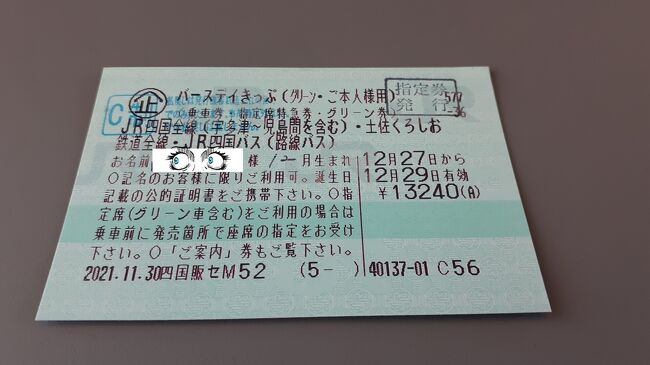 バースデイきっぷ(グリーン・ご本人様用)
指定券
発行
577
-36
乗車券・指定席特急券・グリーン券
JR四国全線(宇多津~児島間を含む)・土佐くろしお
鉄道全線・JR四国バス(路線バス)
お名前 様/ 月生まれ
12月27日から
〇記名のお客様に限りご利用可。誕生日
12月29日有効
記載の公的証明書をご携帯下さい。〇指
¥13240(A)
定席(グリーン車含む)をご利用の場合は
乗車前に発売箇所で座席の指定をお受け
下さい。〇「ご案内」券もご覧下さい。
2021.11.30四国販セM52 (5- ) 40137-01 C56